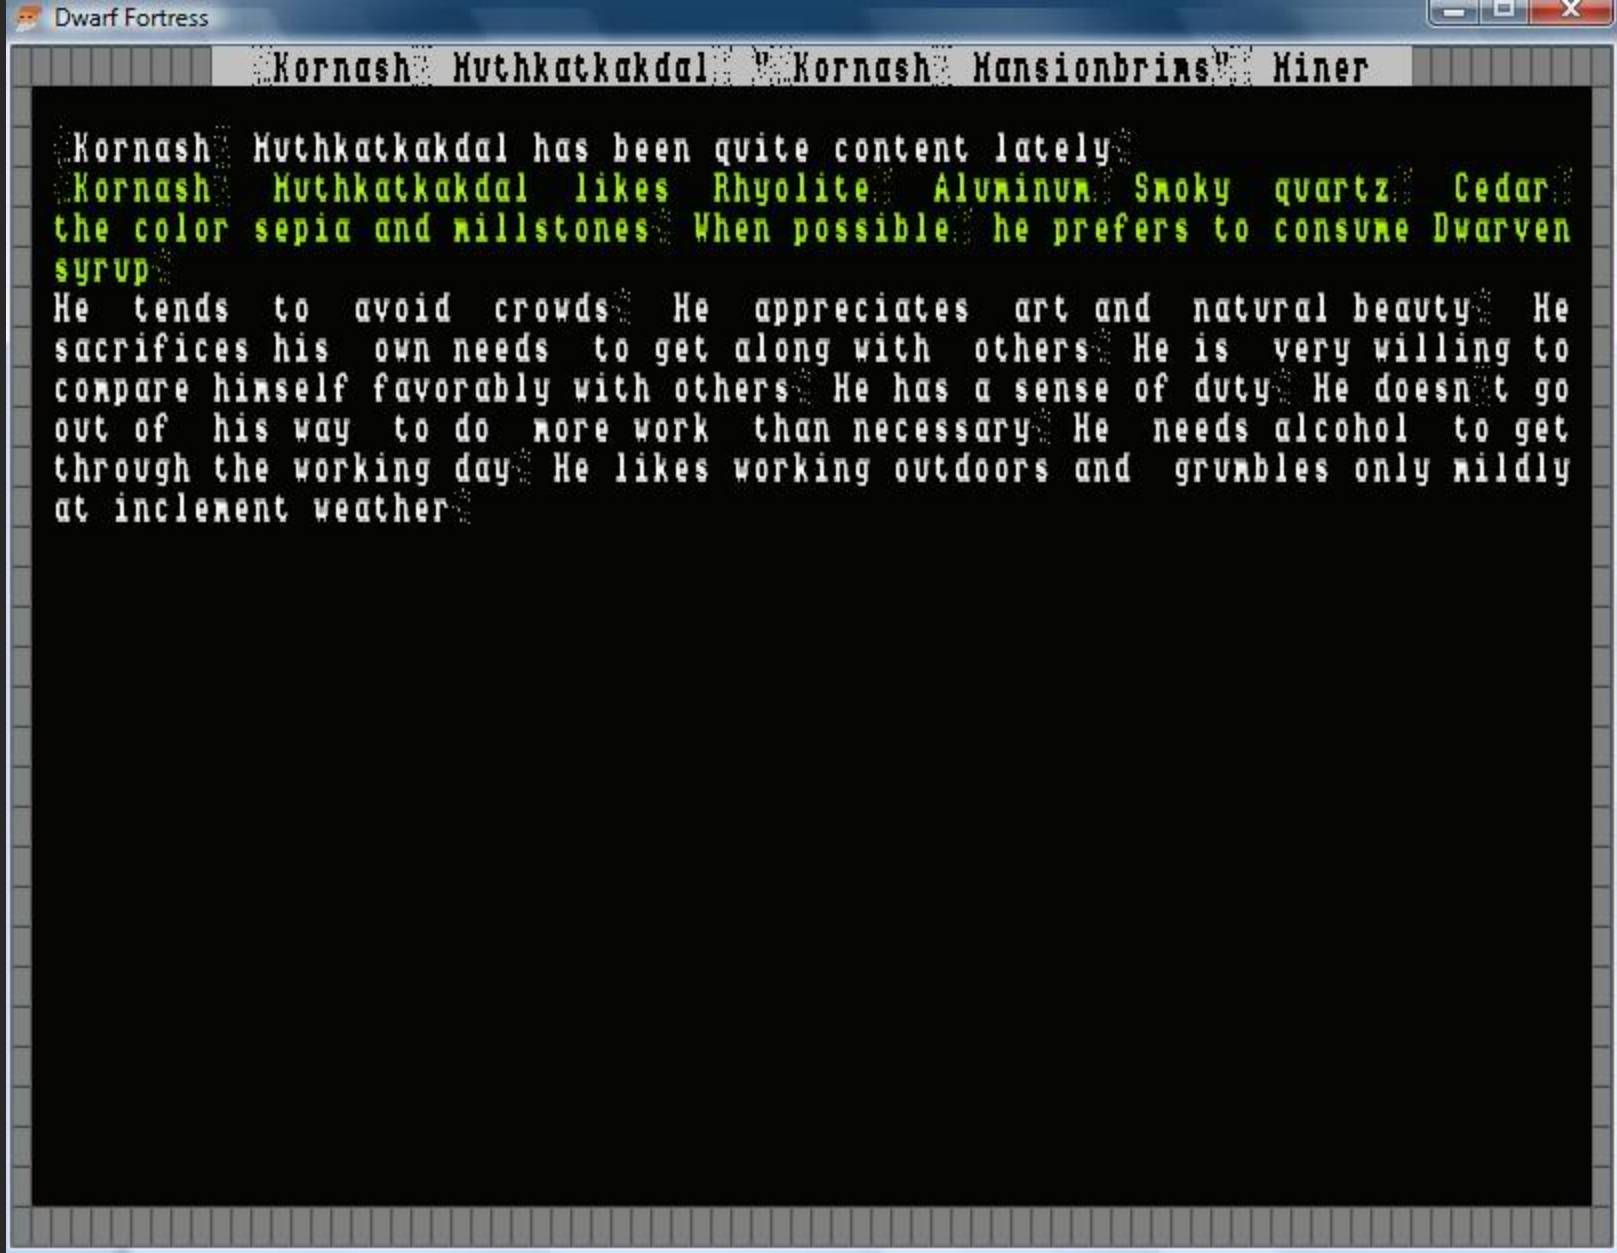 Dwarf Fortress
Kornash Muthkatkakdal "Kornash Mansionbrims" Miner
Kornash Muthkatkakdal has been quite content lately
Kornash Muthkatkakdal likes Rhyolite Aluminum Smoky quartz Cedar
the color sepia and millstones When possible he prefers to consume Dwarven
syrup
He tends to avoid crowds He appreciates art and natural beauty He
sacrifices his own needs to get along with others He is very willing to
compare himself favorably with others He has a sense of duty He doesn t go
out of his way to do more work than necessary He needs alcohol to get
through the working day He likes working outdoors and grumbles only mildly
at inclement weather